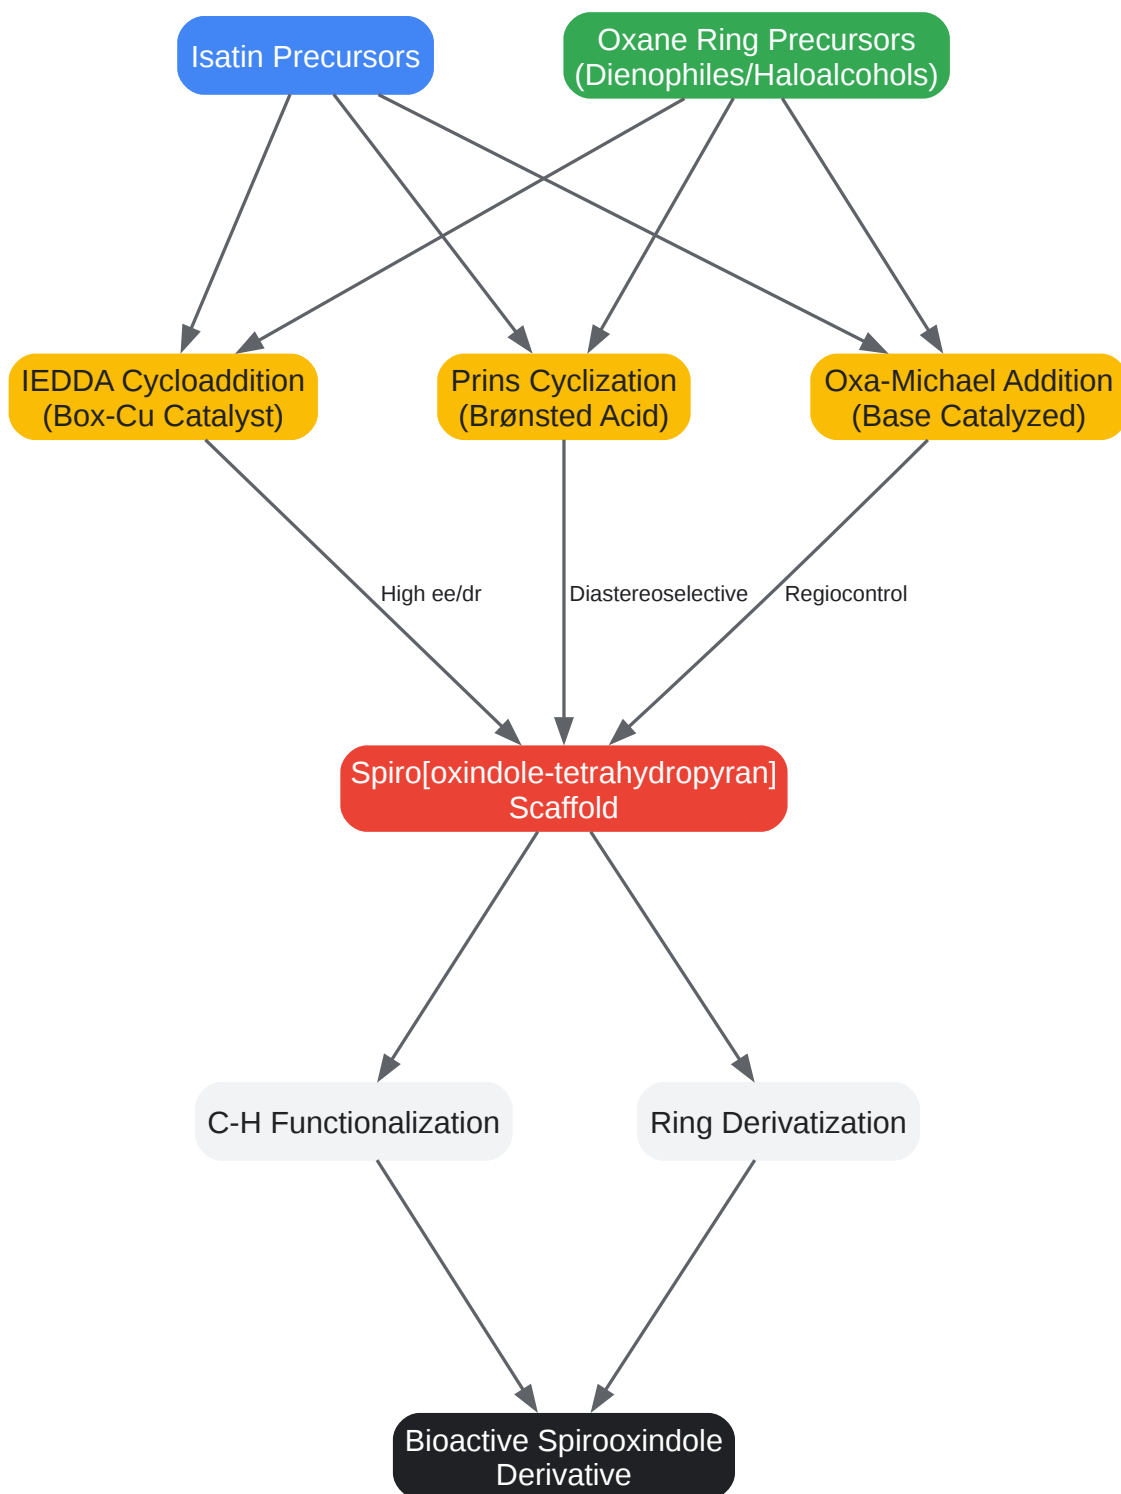 Isatin Precursors
Oxane Ring Precursors
(Dienophiles/Haloalcohols)
IEDDA Cycloaddition
(Box-Cu Catalyst)
Prins Cyclization
(Brønsted Acid)
Oxa-Michael Addition
(Base Catalyzed)
High ee/dr
Diastereoselective
Regiocontrol
Spiro[oxindole-tetrahydropyran]
Scaffold
C-H Functionalization
Ring Derivatization
Bioactive Spirooxindole
Derivative